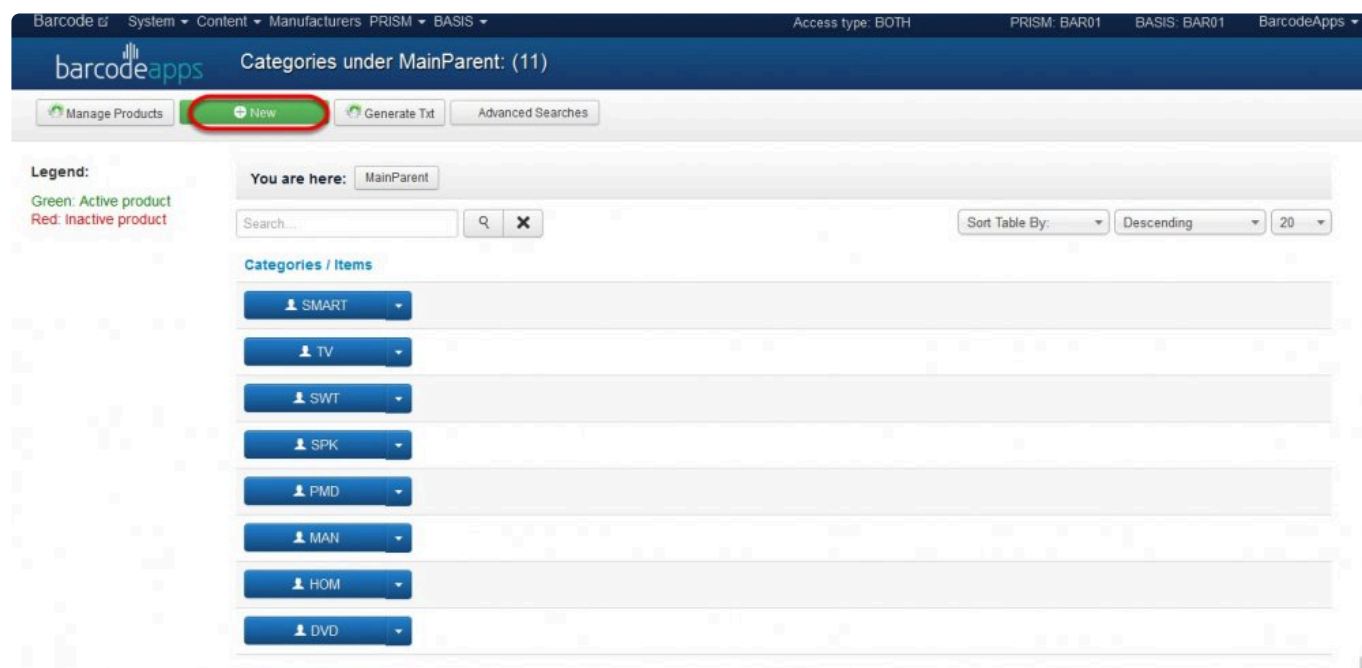 Barcode System Content Manufacturers PRISM BASIS Access type: BOTH PRISM: BAR01 BASIS: BAR01 BarcodeApps
barcodeapps Categories under MainParent: (11)
Manage Products New Generate Txt Advanced Searches
Legend:
Green: Active product
Red: Inactive product
You are here: MainParent
Search... Sort Table By: Descending 20
Categories / Items
SMART
TV
SWT
SPK
PMD
MAN
HOM
DVD